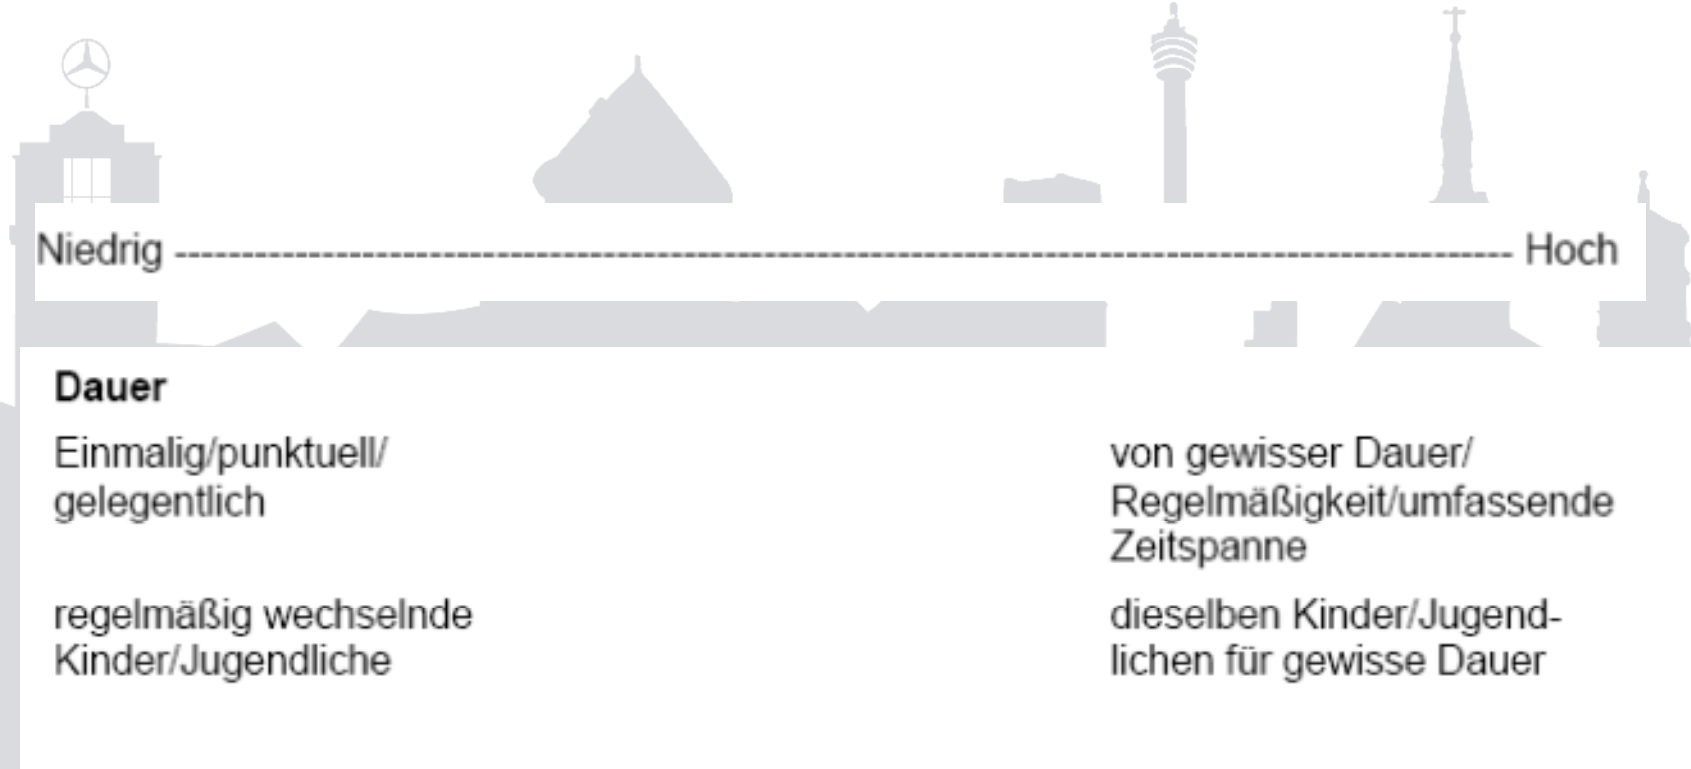 Niedrig ---------------------------------------------------------------------------------------------------- Hoch
Dauer
Einmalig/punktuell/
gelegentlich
von gewisser Dauer/
Regelmäßigkeit/umfassende
Zeitspanne
regelmäßig wechselnde
Kinder/Jugendliche
dieselben Kinder/Jugend-
lichen für gewisse Dauer